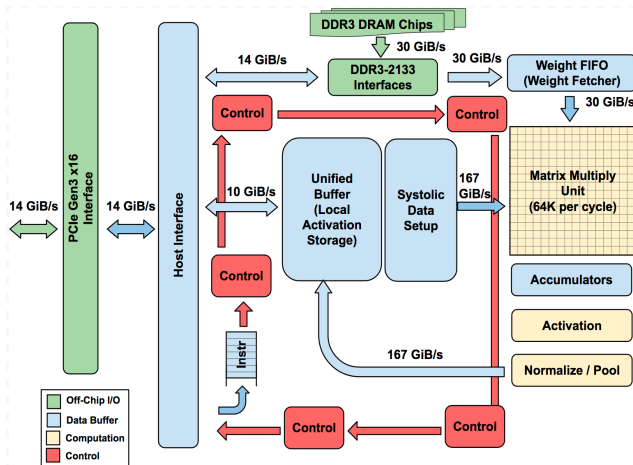 DDR3 DRAM Chips
30 GiB/s
14 GiB/s
DDR3-2133
Interfaces
30 GiB/s
Weight FIFO
(Weight Fetcher)
30 GiB/s
Control
Control
PCIe Gen3 x16
Interface
14 GiB/s
14 GiB/s
Host Interface
10 GiB/s
Unified
Buffer
(Local
Activation
Storage)
Systolic
Data
Setup
167
GiB/s
Matrix Multiply
Unit
(64K per cycle)
Control
Accumulators
Activation
Instr
167 GiB/s
Normalize / Pool
Off-Chip I/O
Data Buffer
Computation
Control
Control
Control